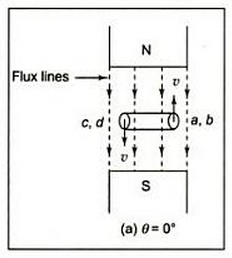 N
Flux lines
v
c, d
a, b
v
S
(a) θ = 0°